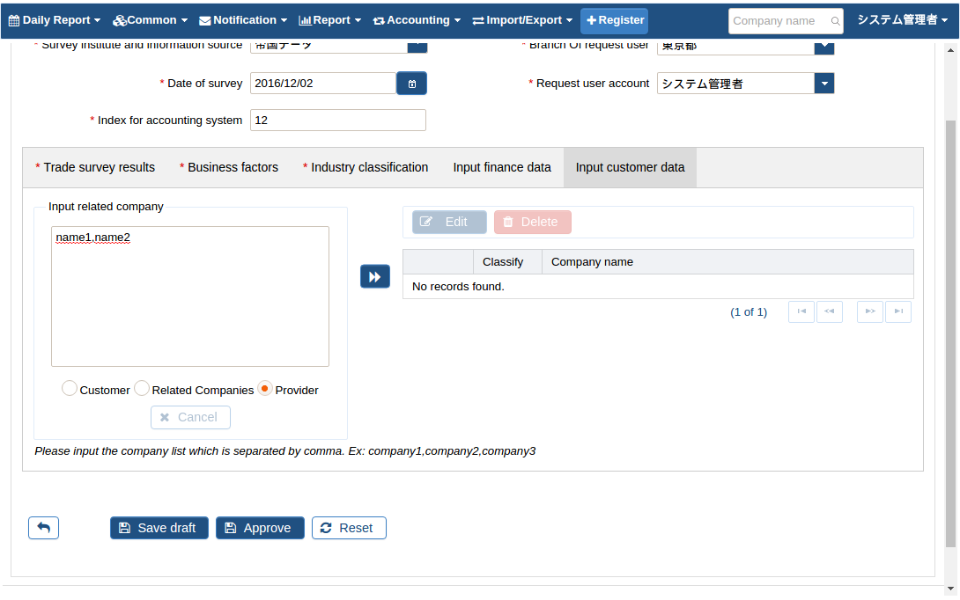 Daily Report Common Notification Report Accounting Import/Export Register Company name システム管理者
* Survey institute and information source 帝国データ * Branch Of request user 東京都
* Date of survey 2016/12/02 * Request user account システム管理者
* Index for accounting system 12
* Trade survey results * Business factors * Industry classification Input finance data Input customer data
Input related company
Edit Delete
name1,name2
Classify Company name
No records found.
(1 of 1)
Customer Related Companies Provider
Cancel
Please input the company list which is separated by comma. Ex: company1,company2,company3
Save draft Approve Reset